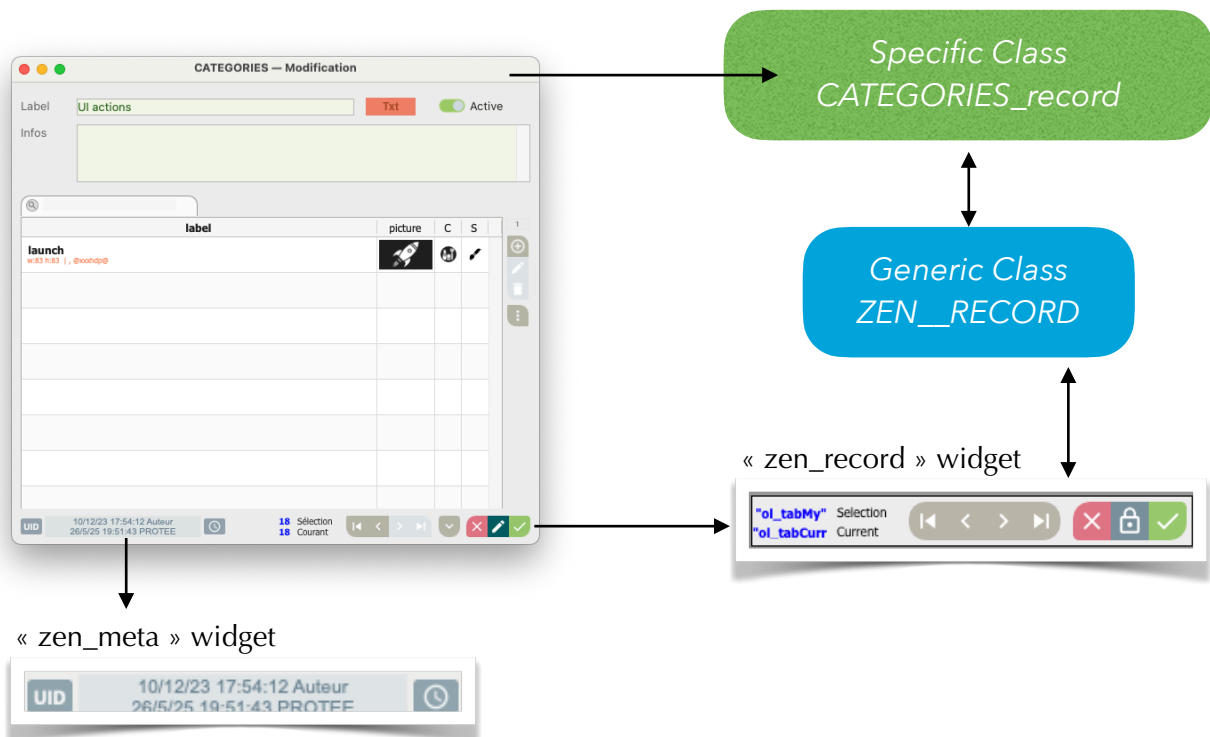 Specific Class
CATEGORIES_record
CATEGORIES — Modification
Label
UI actions
Txt
Active
Infos
label
picture
C
S
1
launch
w:83 h:83 | , @xoohdp@
Generic Class
ZEN__RECORD
« zen_record » widget
"ol_tabMy" Selection
"ol_tabCurr Current
UID
10/12/23 17:54:12 Auteur
26/5/25 19:51:43 PROTEE
18 Sélection
18 Courant
« zen_meta » widget
UID
10/12/23 17:54:12 Auteur
26/5/25 19:51:43 PROTEE